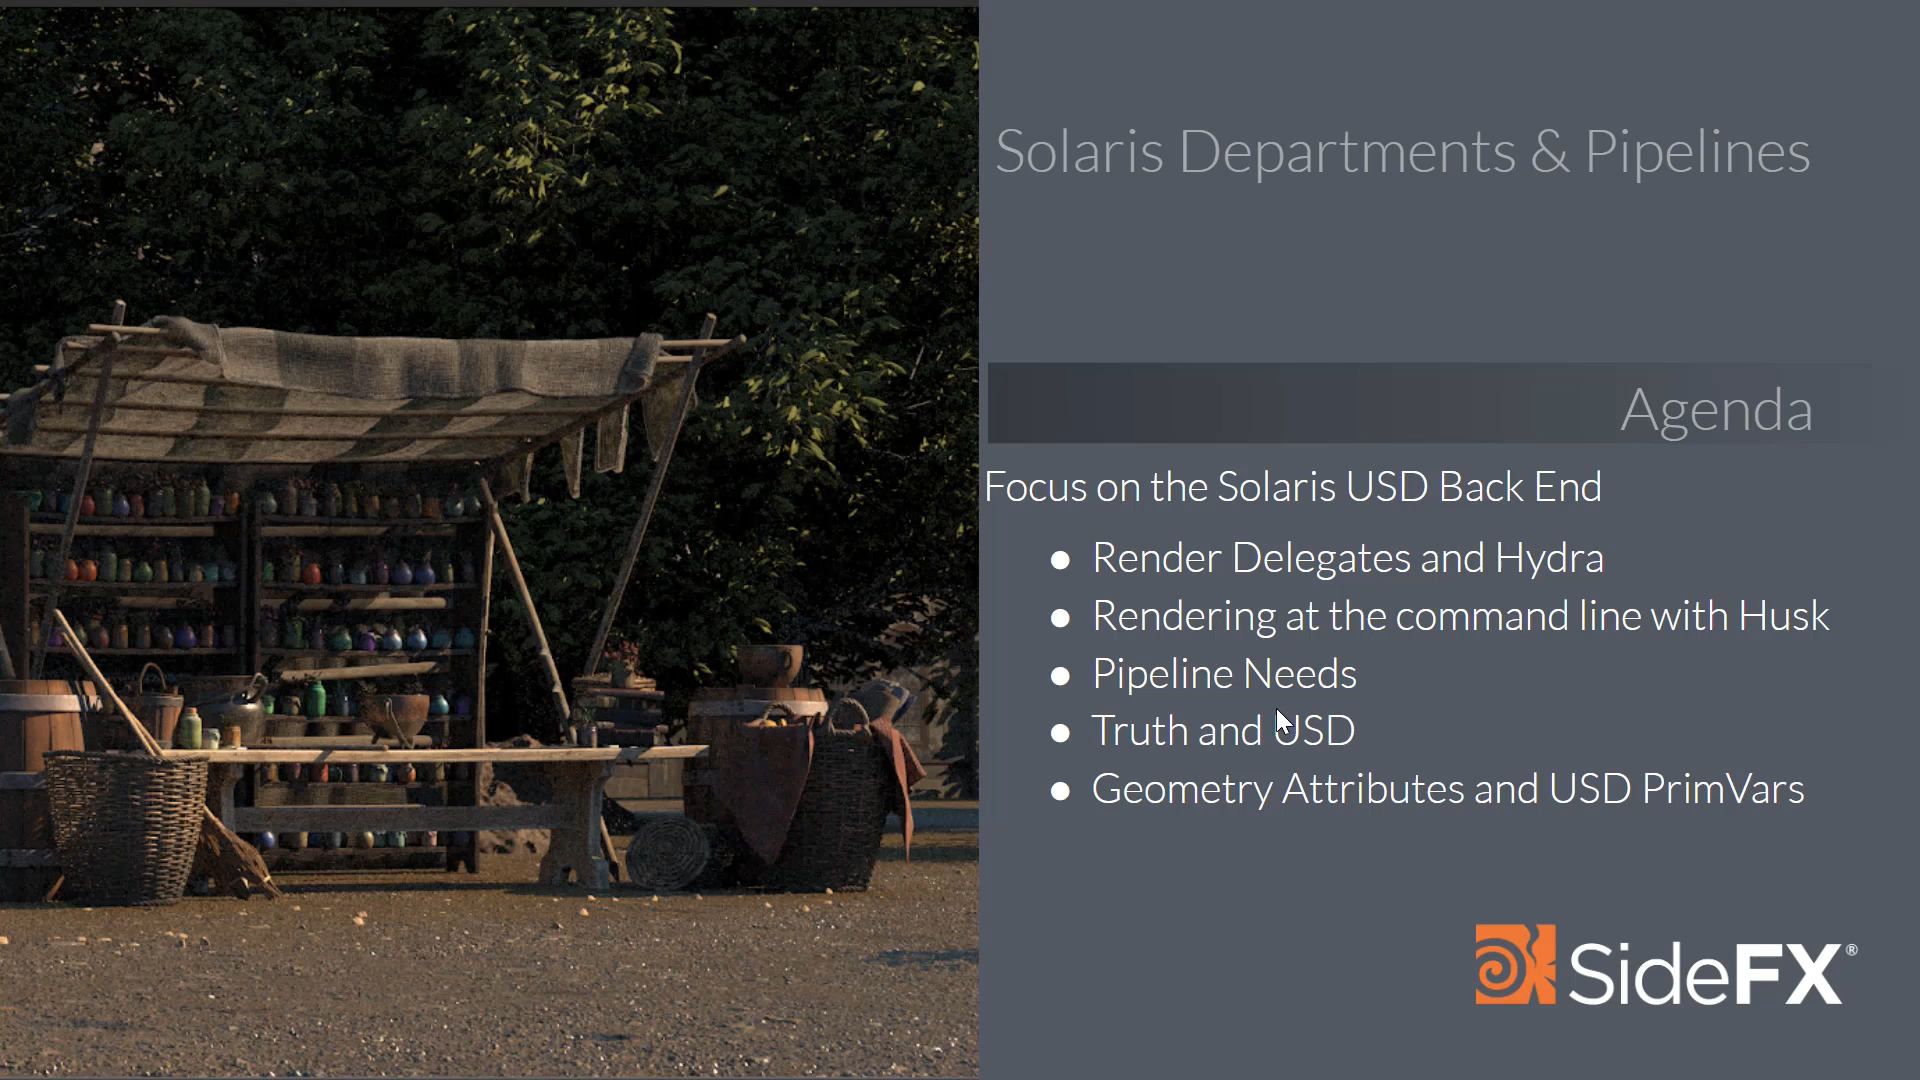 Solaris Departments & Pipelines
Agenda
Focus on the Solaris USD Back End
● Render Delegates and Hydra
● Rendering at the command line with Husk
● Pipeline Needs
● Truth and USD
● Geometry Attributes and USD PrimVars
SideFX®